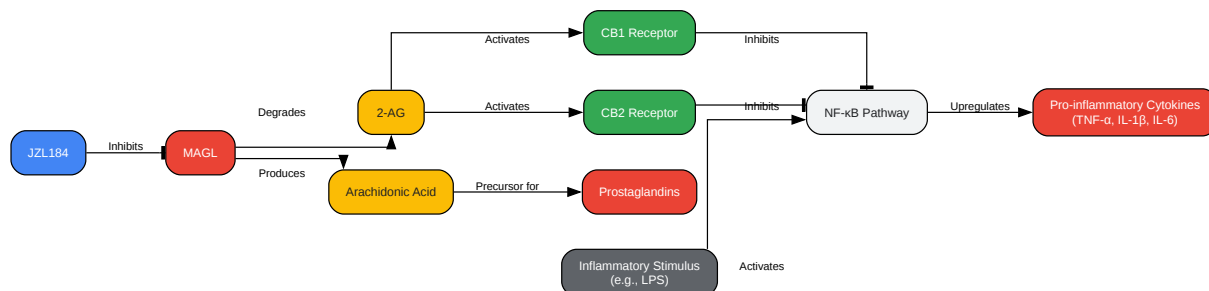 CB1 Receptor
Activates
Inhibits
2-AG
Degrades
Activates
CB2 Receptor
Inhibits
NF-κB Pathway
Upregulates
Pro-inflammatory Cytokines
(TNF-α, IL-1β, IL-6)
JZL184
Inhibits
MAGL
Produces
Arachidonic Acid
Precursor for
Prostaglandins
Inflammatory Stimulus
(e.g., LPS)
Activates